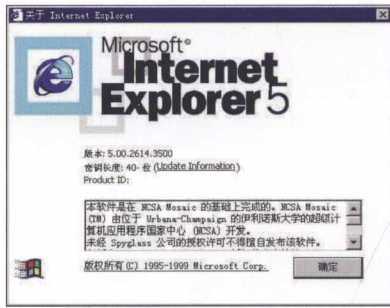 关于 Internet Explorer
Microsoft®
Internet
Explorer 5
版本: 5.00.2614.3500
密钥长度: 40- 位 (Update Information)
Product ID:
本软件是在 NCSA Mosaic 的基础上完成的。NCSA Mosaic
(TM) 由位于 Urbana-Champaign 的伊利诺斯大学的超级计
算机应用程序国家中心 (NCSA) 开发。
未经 Spyglass 公司的授权许可不得擅自发布该软件。
版权所有 (C) 1995-1999 Microsoft Corp.
确定